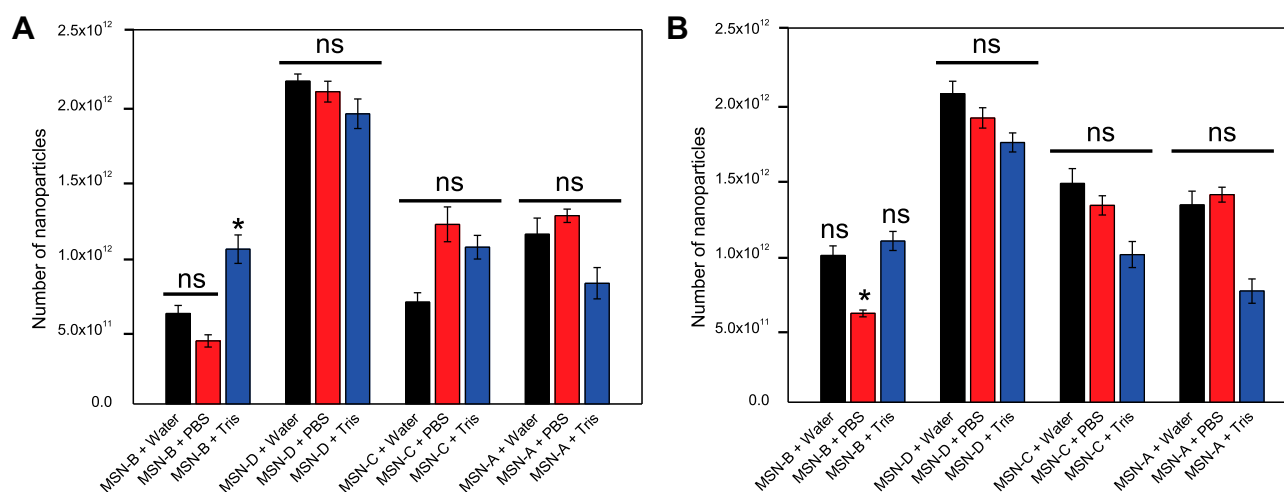 A
Number of nanoparticles
2.5x10¹²
2.0x10¹²
1.5x10¹²
1.0x10¹²
5.0x10¹¹
0.0
ns
*
ns
ns
ns
MSN-B + Water
MSN-B + PBS
MSN-B + Tris
MSN-D + Water
MSN-D + PBS
MSN-D + Tris
MSN-C + Water
MSN-C + PBS
MSN-C + Tris
MSN-A + Water
MSN-A + PBS
MSN-A + Tris
B
Number of nanoparticles
2.5x10¹²
2.0x10¹²
1.5x10¹²
1.0x10¹²
5.0x10¹¹
0.0
ns
*
ns
ns
ns
ns
MSN-B + Water
MSN-B + PBS
MSN-B + Tris
MSN-D + Water
MSN-D + PBS
MSN-D + Tris
MSN-C + Water
MSN-C + PBS
MSN-C + Tris
MSN-A + Water
MSN-A + PBS
MSN-A + Tris